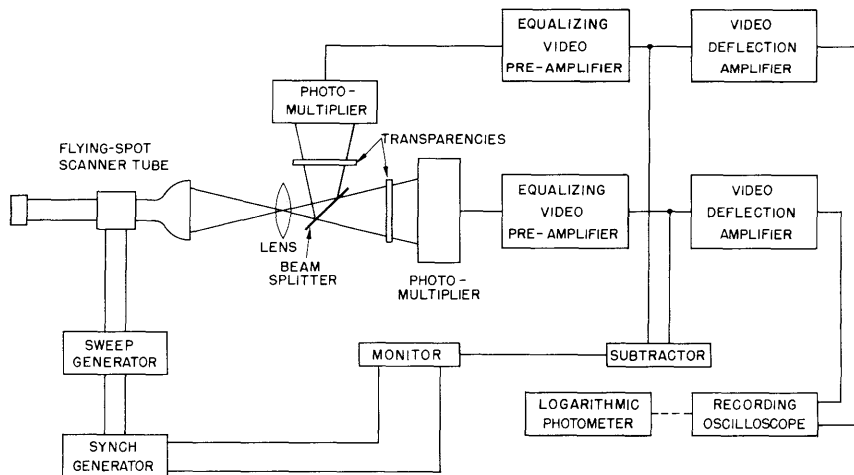 EQUALIZING
VIDEO
PRE-AMPLIFIER
VIDEO
DEFLECTION
AMPLIFIER
PHOTO-
MULTIPLIER
TRANSPARENCIES
FLYING-SPOT
SCANNER TUBE
EQUALIZING
VIDEO
PRE-AMPLIFIER
VIDEO
DEFLECTION
AMPLIFIER
LENS
BEAM
SPLITTER
PHOTO-
MULTIPLIER
SWEEP
GENERATOR
MONITOR
SUBTRACTOR
LOGARITHMIC
PHOTOMETER
RECORDING
OSCILLOSCOPE
SYNCH
GENERATOR